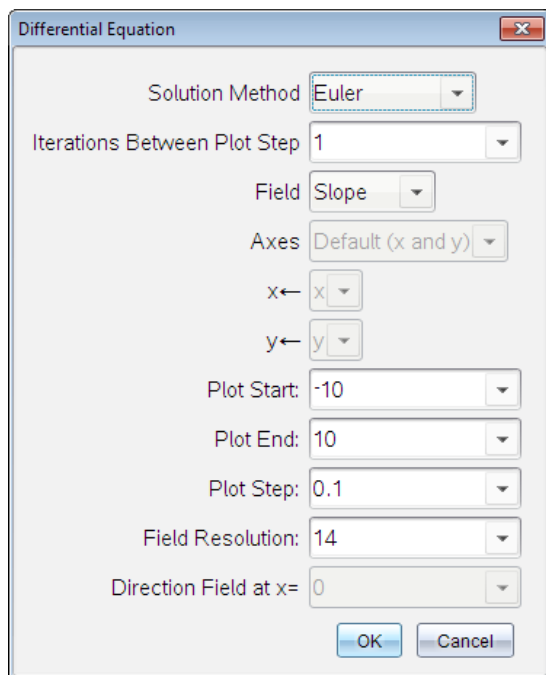 Differential Equation
Solution Method Euler
Iterations Between Plot Step 1
Field Slope
Axes Default (x and y)
x← x
y← y
Plot Start: -10
Plot End: 10
Plot Step: 0.1
Field Resolution: 14
Direction Field at x= 0
OK Cancel